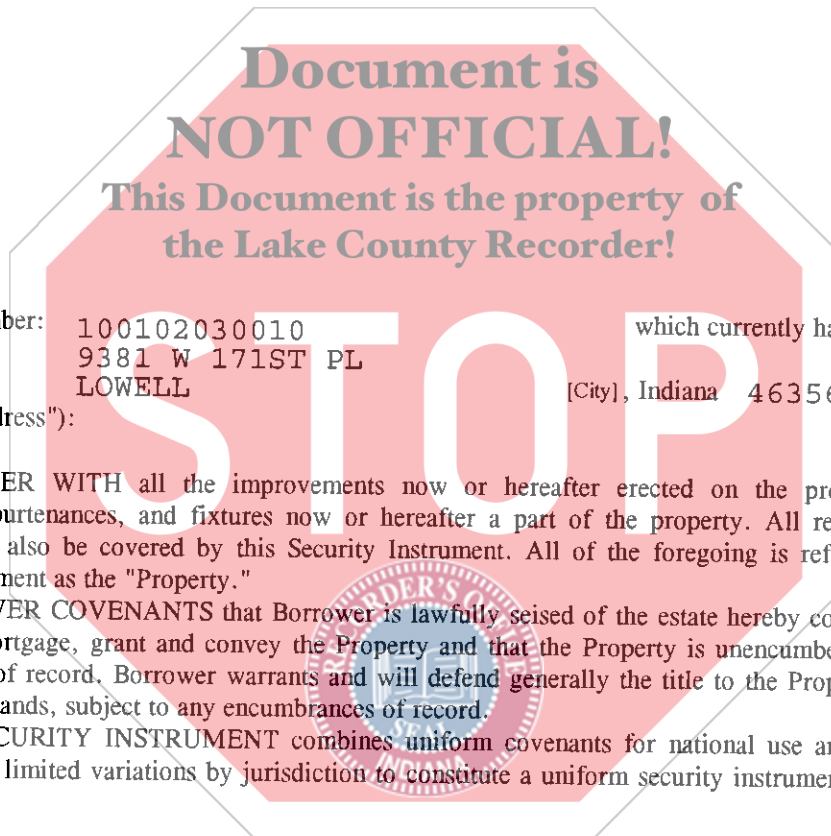 Document is
NOT OFFICIAL!
This Document is the property of
the Lake County Recorder!
STOP
ber: 100102030010 which currently ha
9381 W 171ST PL
LOWELL [City], Indiana 46356
dress"):
ER WITH all the improvements now or hereafter erected on the pro
ourtenances, and fixtures now or hereafter a part of the property. All re
also be covered by this Security Instrument. All of the foregoing is ref
ment as the "Property."
VER COVENANTS that Borrower is lawfully seised of the estate hereby co
ortgage, grant and convey the Property and that the Property is unencumbe
of record. Borrower warrants and will defend generally the title to the Prop
ands, subject to any encumbrances of record.
CURITY INSTRUMENT combines uniform covenants for national use an
limited variations by jurisdiction to constitute a uniform security instrumen
RECORDER'S OFFICE
SEAL
INDIANA